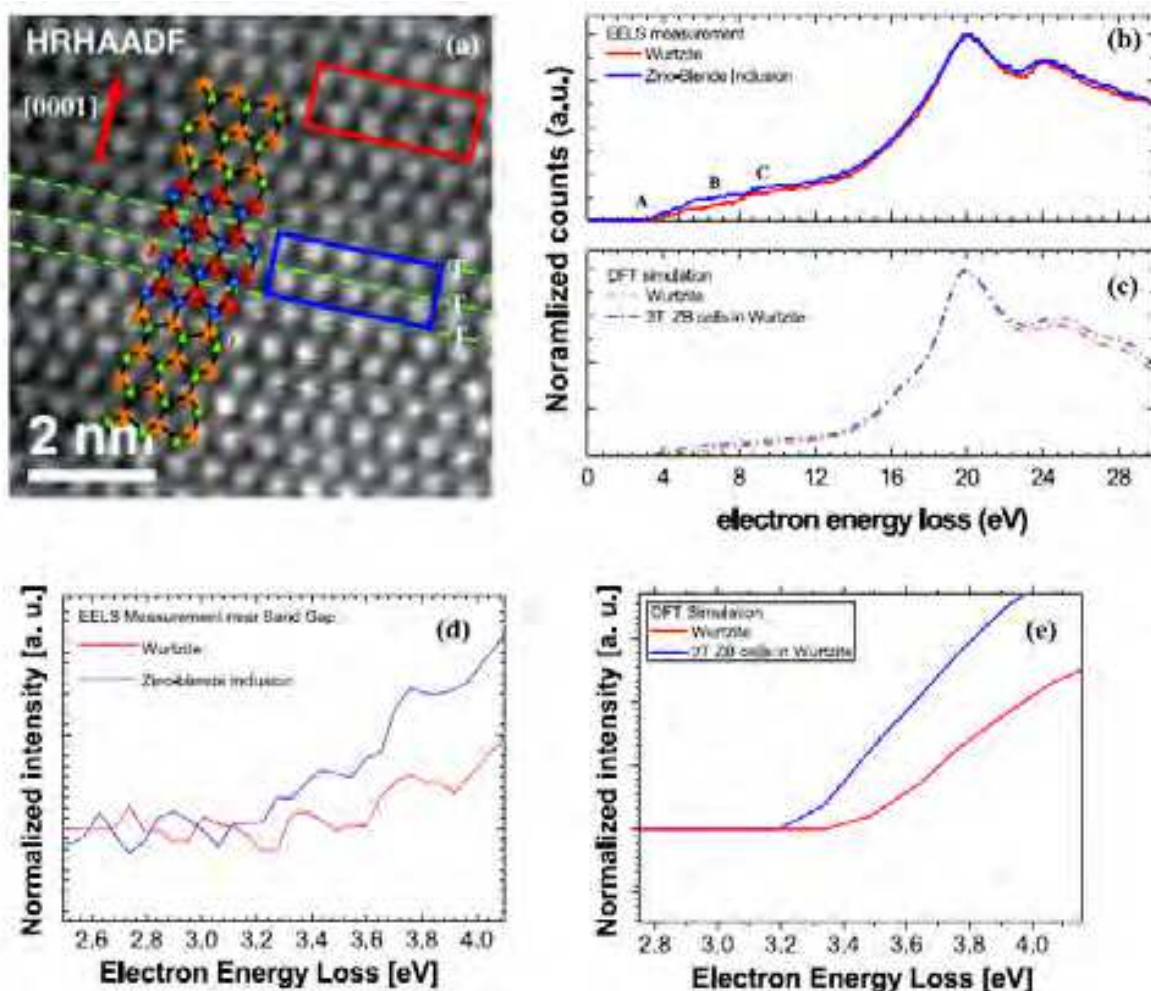 HRHAADF
(a)
[0001]
2 nm
EELS measurement
Wurtzite
Zinc-Blende Inclusion
(b)
A
B
C
DFT simulation
Wurtzite
3T ZB cells in Wurtzite
(c)
Noramlized counts (a.u.)
0 4 8 12 16 20 24 28
electron energy loss (eV)
EELS Measurement near Band Gap
Wurtzite
Zinc-blende inclusion
(d)
Normalized intensity [a. u.]
2.6 2.8 3.0 3.2 3.4 3.6 3.8 4.0
Electron Energy Loss [eV]
DFT Simulation
Wurtzite
3T ZB cells in Wurtzite
(e)
Normalized intensity [a. u.]
2.8 3.0 3.2 3.4 3.6 3.8 4.0
Electron Energy Loss [eV]